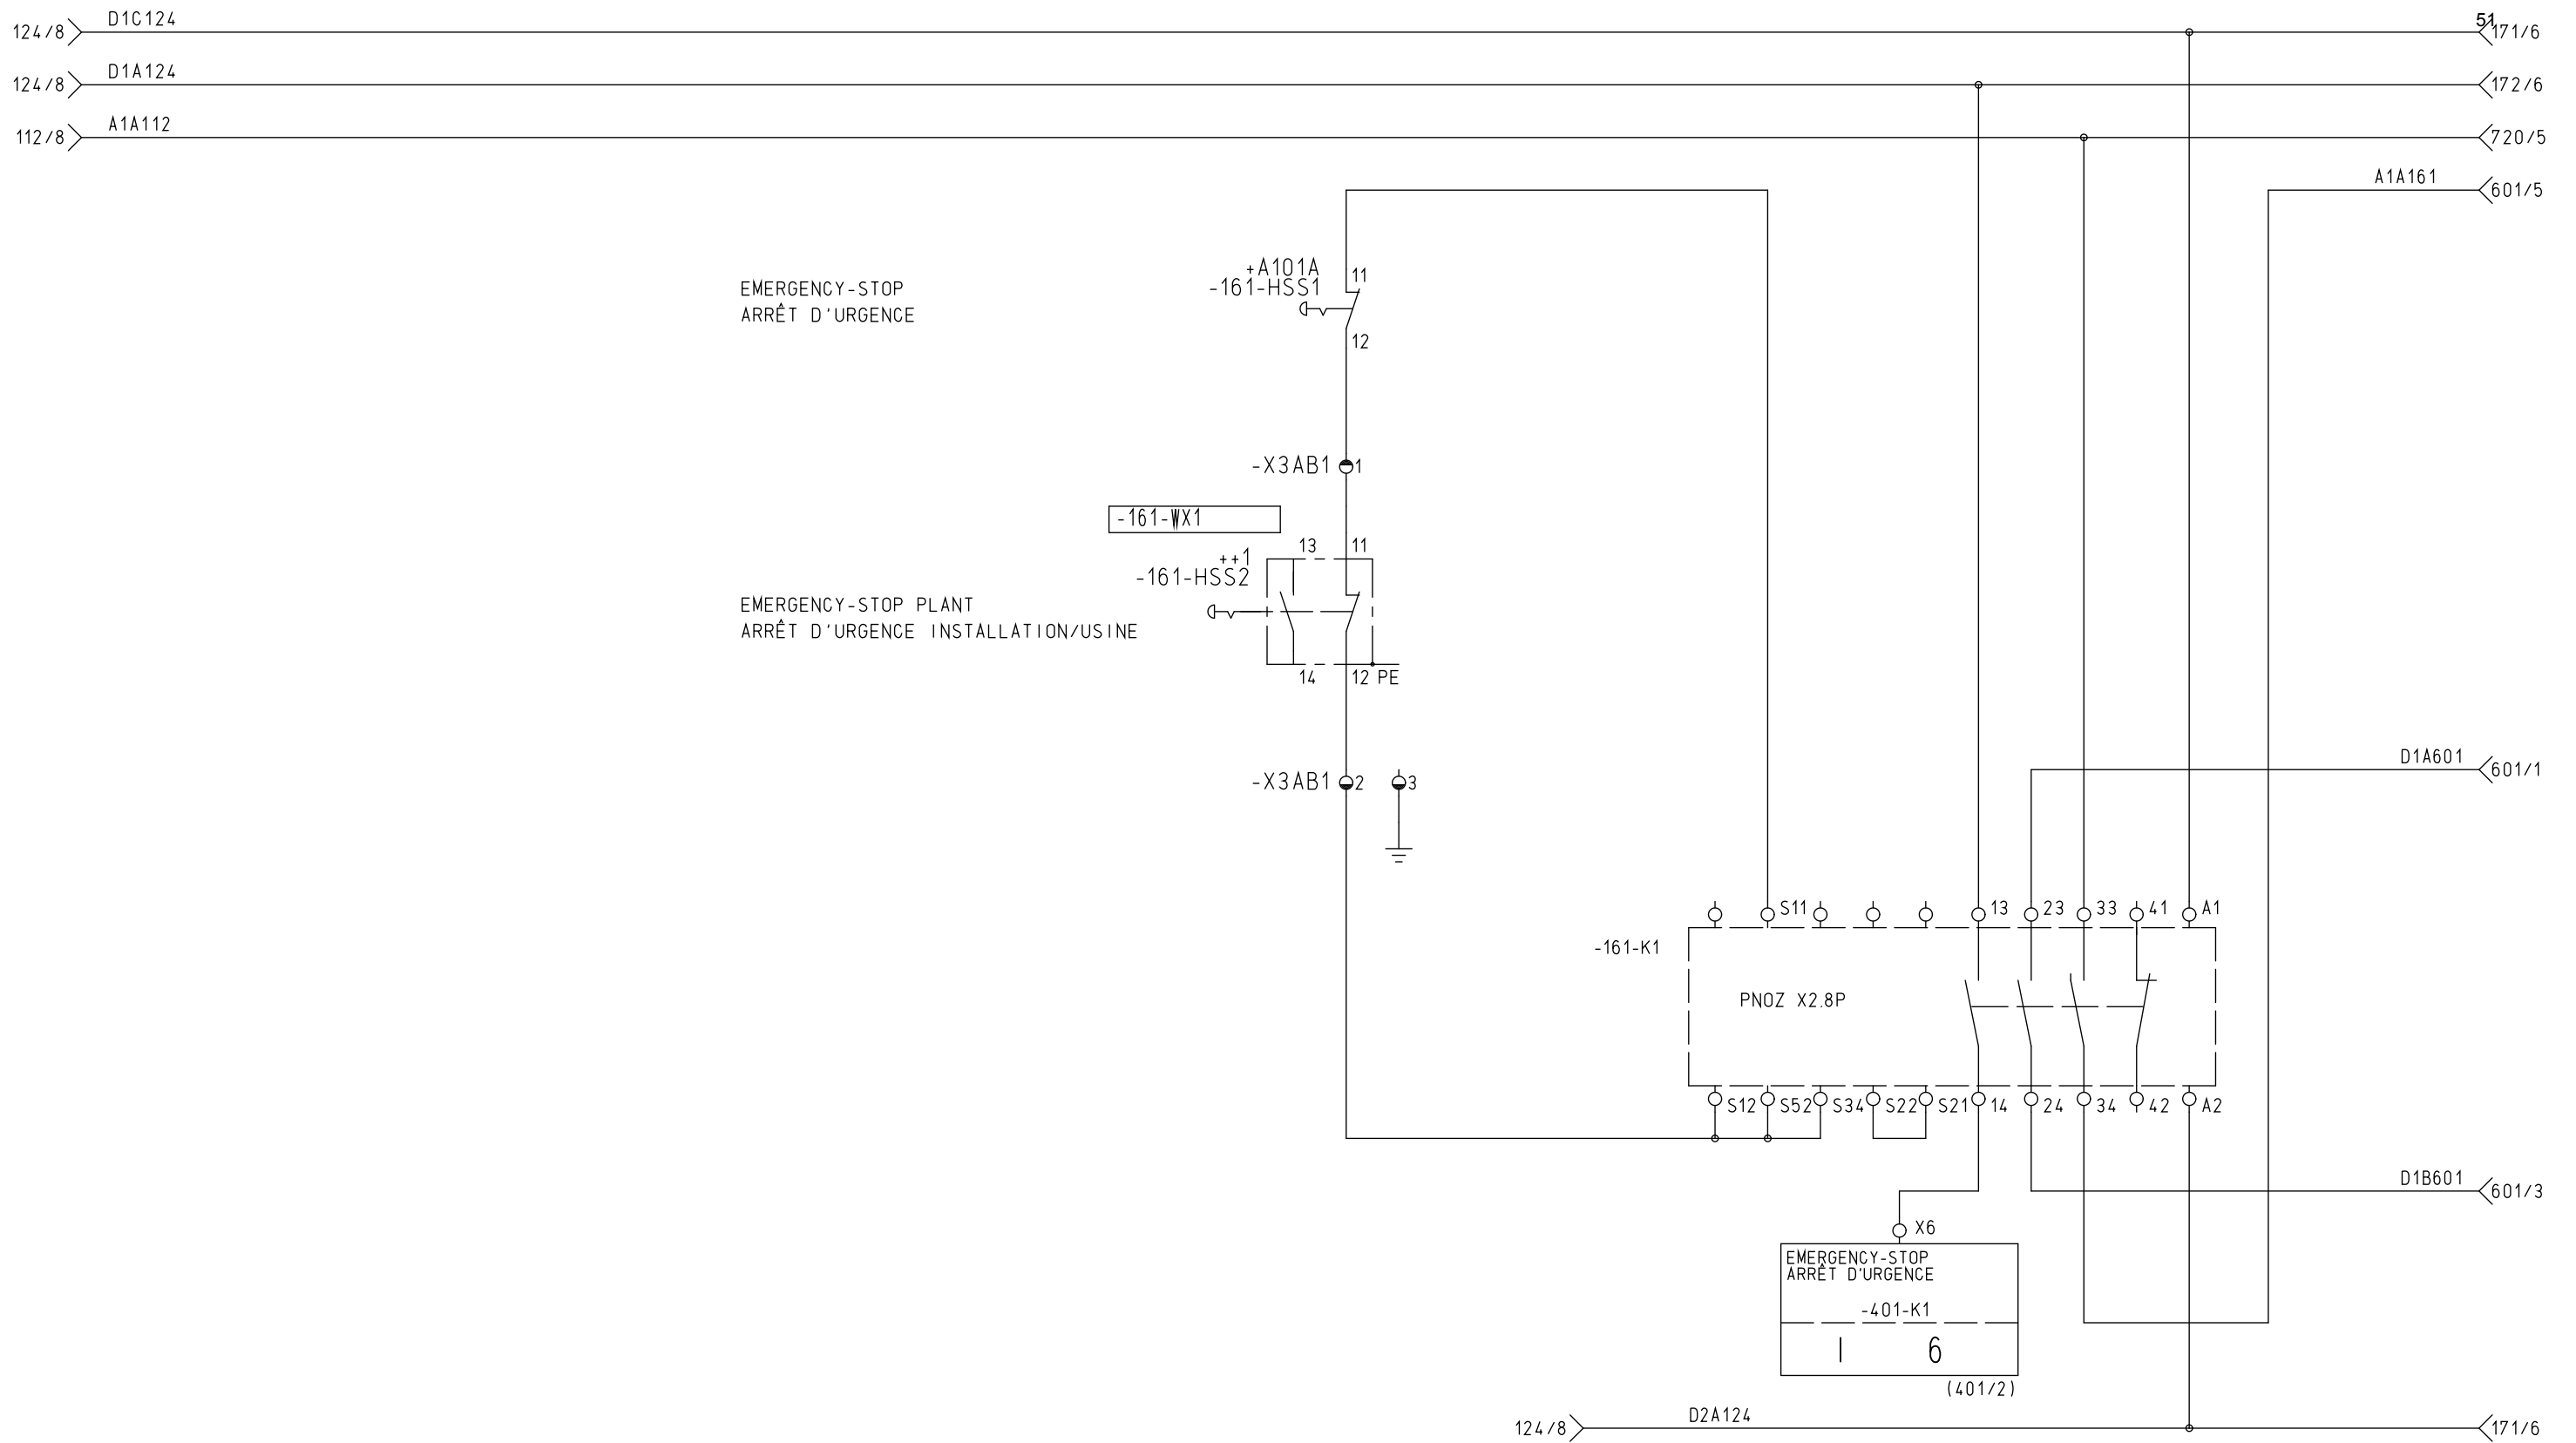 D1C124
51
124/8
171/6
D1A124
124/8
172/6
A1A112
112/8
720/5
A1A161
601/5
+A101A
11
-161-HSS1
EMERGENCY-STOP
ARRÊT D'URGENCE
12
-X3AB1
1
-161-WX1
13
11
++1
-161-HSS2
EMERGENCY-STOP PLANT
ARRÊT D'URGENCE INSTALLATION/USINE
14
12
PE
D1A601
601/1
-X3AB1
2
3
S11
13
23
33
41
A1
-161-K1
PNOZ X2.8P
S12
S52
S34
S22
S21
14
24
34
42
A2
D1B601
601/3
X6
EMERGENCY-STOP
ARRÊT D'URGENCE
-401-K1
I 6
(401/2)
D2A124
124/8
171/6